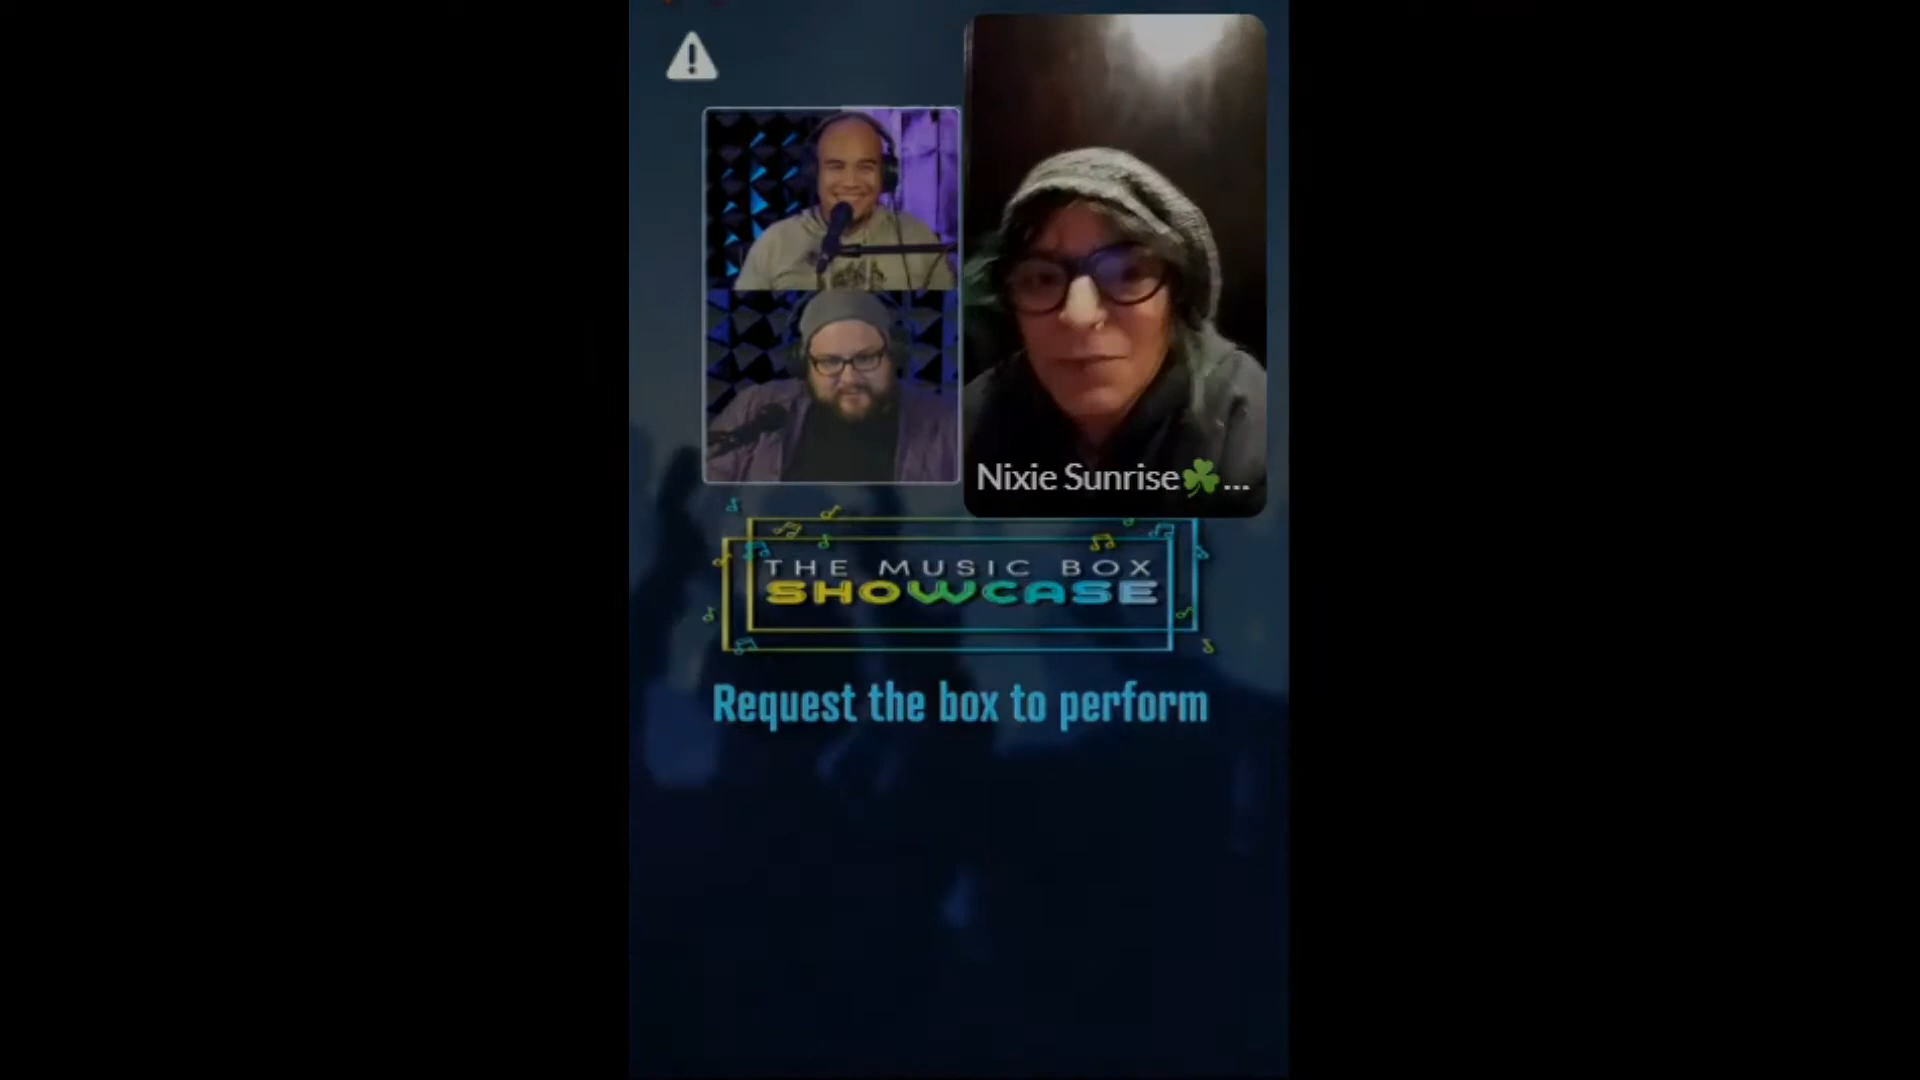 Nixie Sunrise☘...
THE MUSIC BOX
SHOWCASE
Request the box to perform